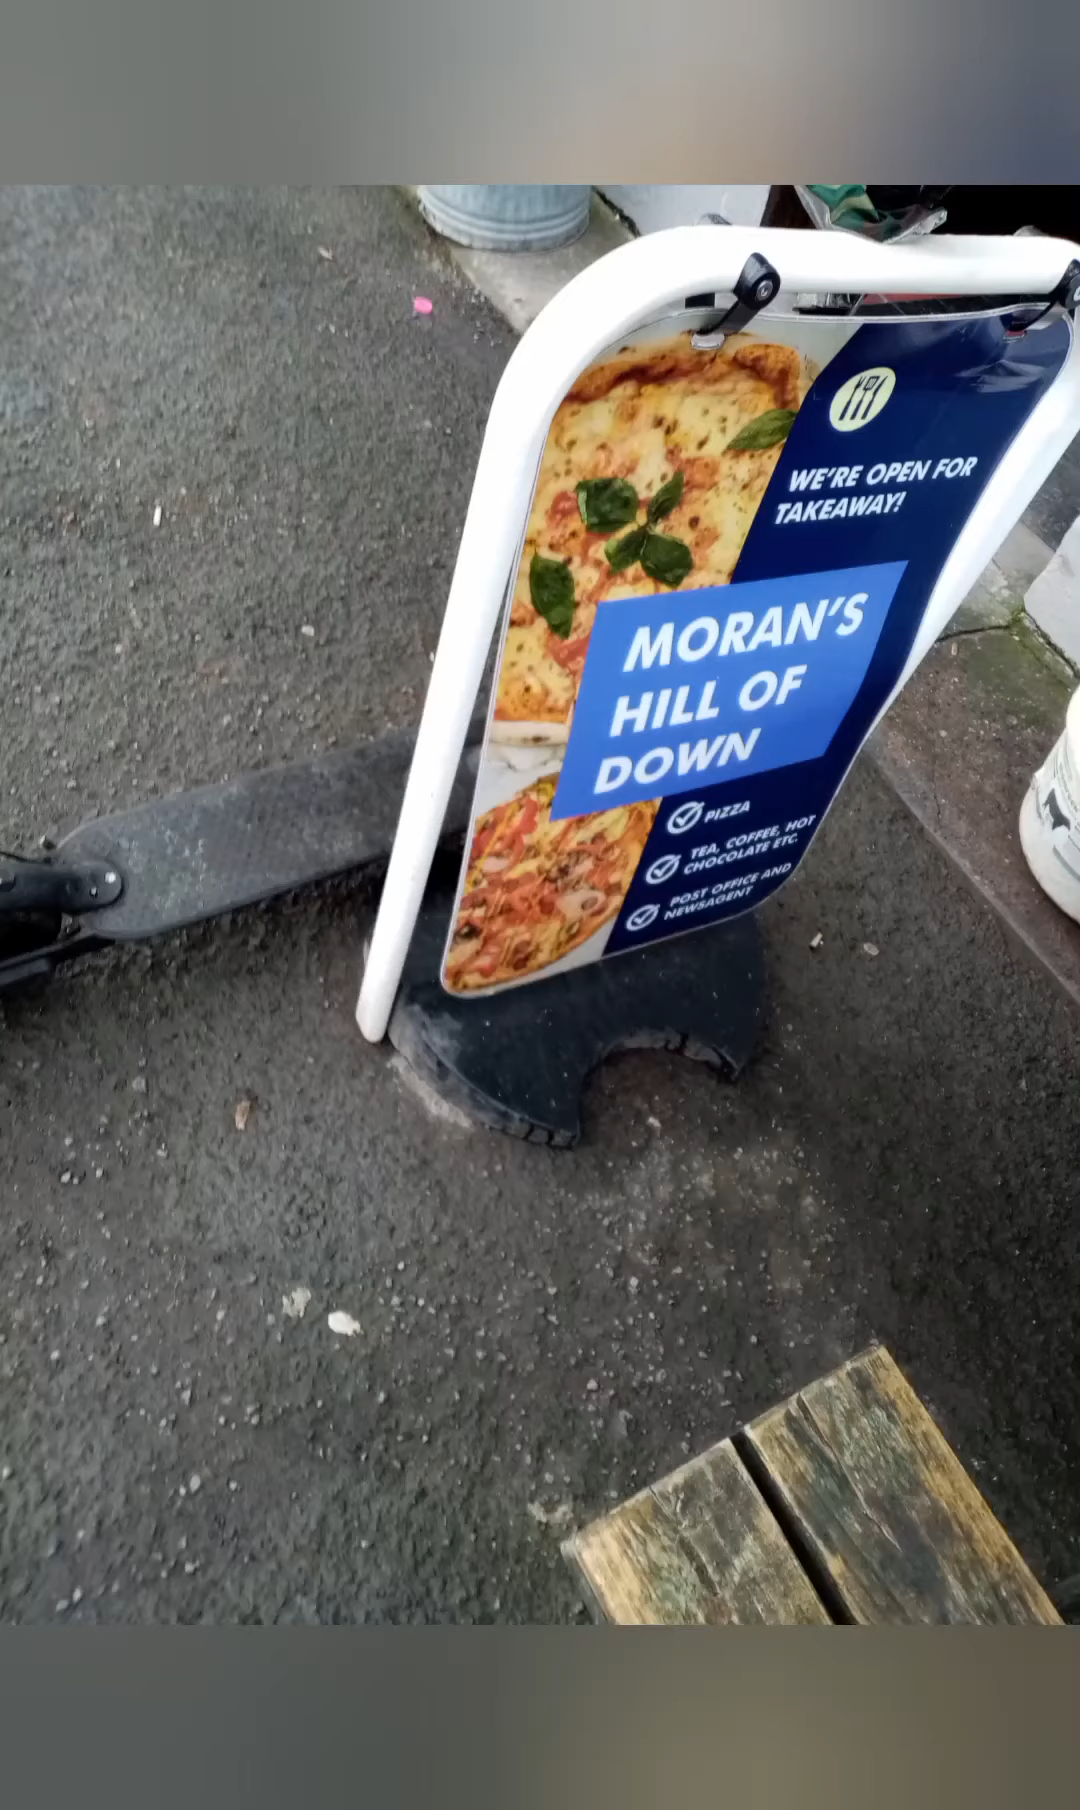 WE'RE OPEN FOR
TAKEAWAY!
MORAN'S
HILL OF
DOWN
PIZZA
TEA, COFFEE, HOT
CHOCOLATE ETC.
POST OFFICE AND
NEWSAGENT